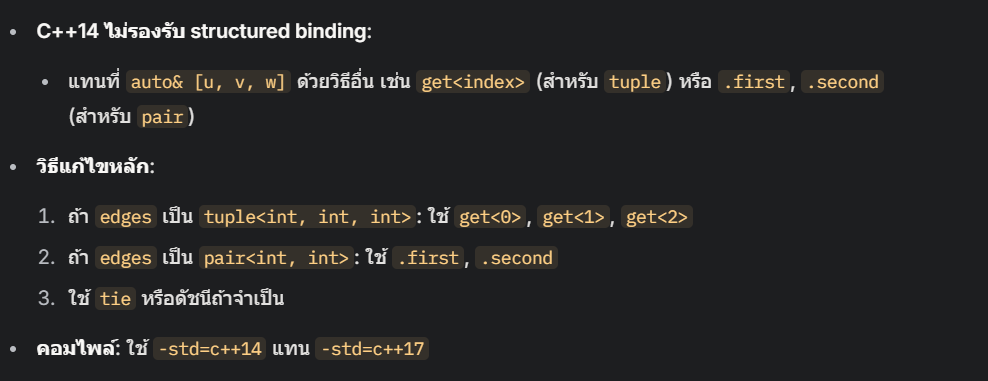 C++14 ไม่รองรับ structured binding:
แทนที่ auto& [u, v, w] ด้วยวิธีอื่น เช่น get<index> (สำหรับ tuple) หรือ .first, .second
(สำหรับ pair)
วิธีแก้ไขหลัก:
1. ถ้า edges เป็น tuple<int, int, int>: ใช้ get<0>, get<1>, get<2>
2. ถ้า edges เป็น pair<int, int>: ใช้ .first, .second
3. ใช้ tie หรือดัชนีถ้าจำเป็น
คอมไพล์: ใช้ -std=c++14 แทน -std=c++17